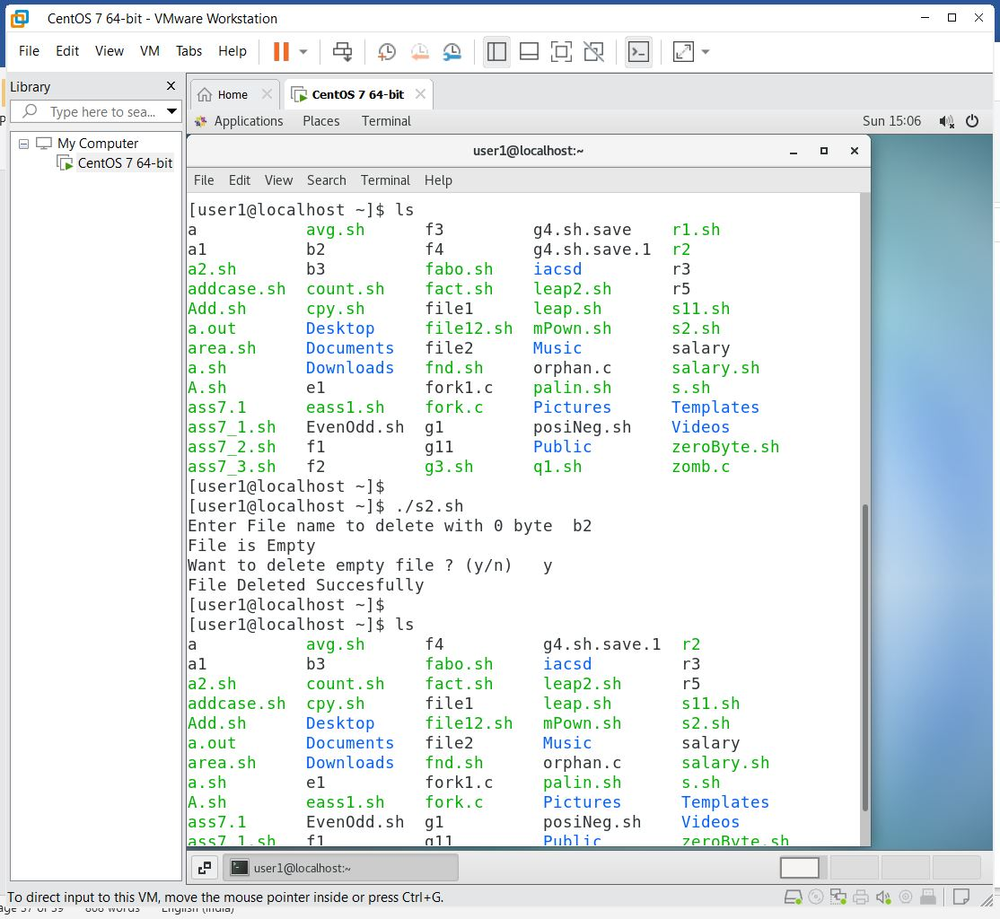 CentOS 7 64-bit - VMware Workstation
File Edit View VM Tabs Help
Library
Home
CentOS 7 64-bit
Type here to sea...
My Computer
CentOS 7 64-bit
Applications Places Terminal Sun 15:06
user1@localhost:~
File Edit View Search Terminal Help
[user1@localhost ~]$ ls
a avg.sh f3 g4.sh.save r1.sh
a1 b2 f4 g4.sh.save.1 r2
a2.sh b3 fabo.sh iacsd r3
addcase.sh count.sh fact.sh leap2.sh r5
Add.sh cpy.sh file1 leap.sh s11.sh
a.out Desktop file12.sh mPown.sh s2.sh
area.sh Documents file2 Music salary
a.sh Downloads fnd.sh orphan.c salary.sh
A.sh e1 fork1.c palin.sh s.sh
ass7.1 eass1.sh fork.c Pictures Templates
ass7_1.sh EvenOdd.sh g1 posiNeg.sh Videos
ass7_2.sh f1 g11 Public zeroByte.sh
ass7_3.sh f2 g3.sh q1.sh zomb.c
[user1@localhost ~]$
[user1@localhost ~]$ ./s2.sh
Enter File name to delete with 0 byte b2
File is Empty
Want to delete empty file ? (y/n) y
File Deleted Succesfully
[user1@localhost ~]$
[user1@localhost ~]$ ls
a avg.sh f4 g4.sh.save.1 r2
a1 b3 fabo.sh iacsd r3
a2.sh count.sh fact.sh leap2.sh r5
addcase.sh cpy.sh file1 leap.sh s11.sh
Add.sh Desktop file12.sh mPown.sh s2.sh
a.out Documents file2 Music salary
area.sh Downloads fnd.sh orphan.c salary.sh
a.sh e1 fork1.c palin.sh s.sh
A.sh eass1.sh fork.c Pictures Templates
ass7.1 EvenOdd.sh g1 posiNeg.sh Videos
ass7_1.sh f1 g11 Public zeroByte.sh
user1@localhost:~
To direct input to this VM, move the mouse pointer inside or press Ctrl+G.
808 words English (India)